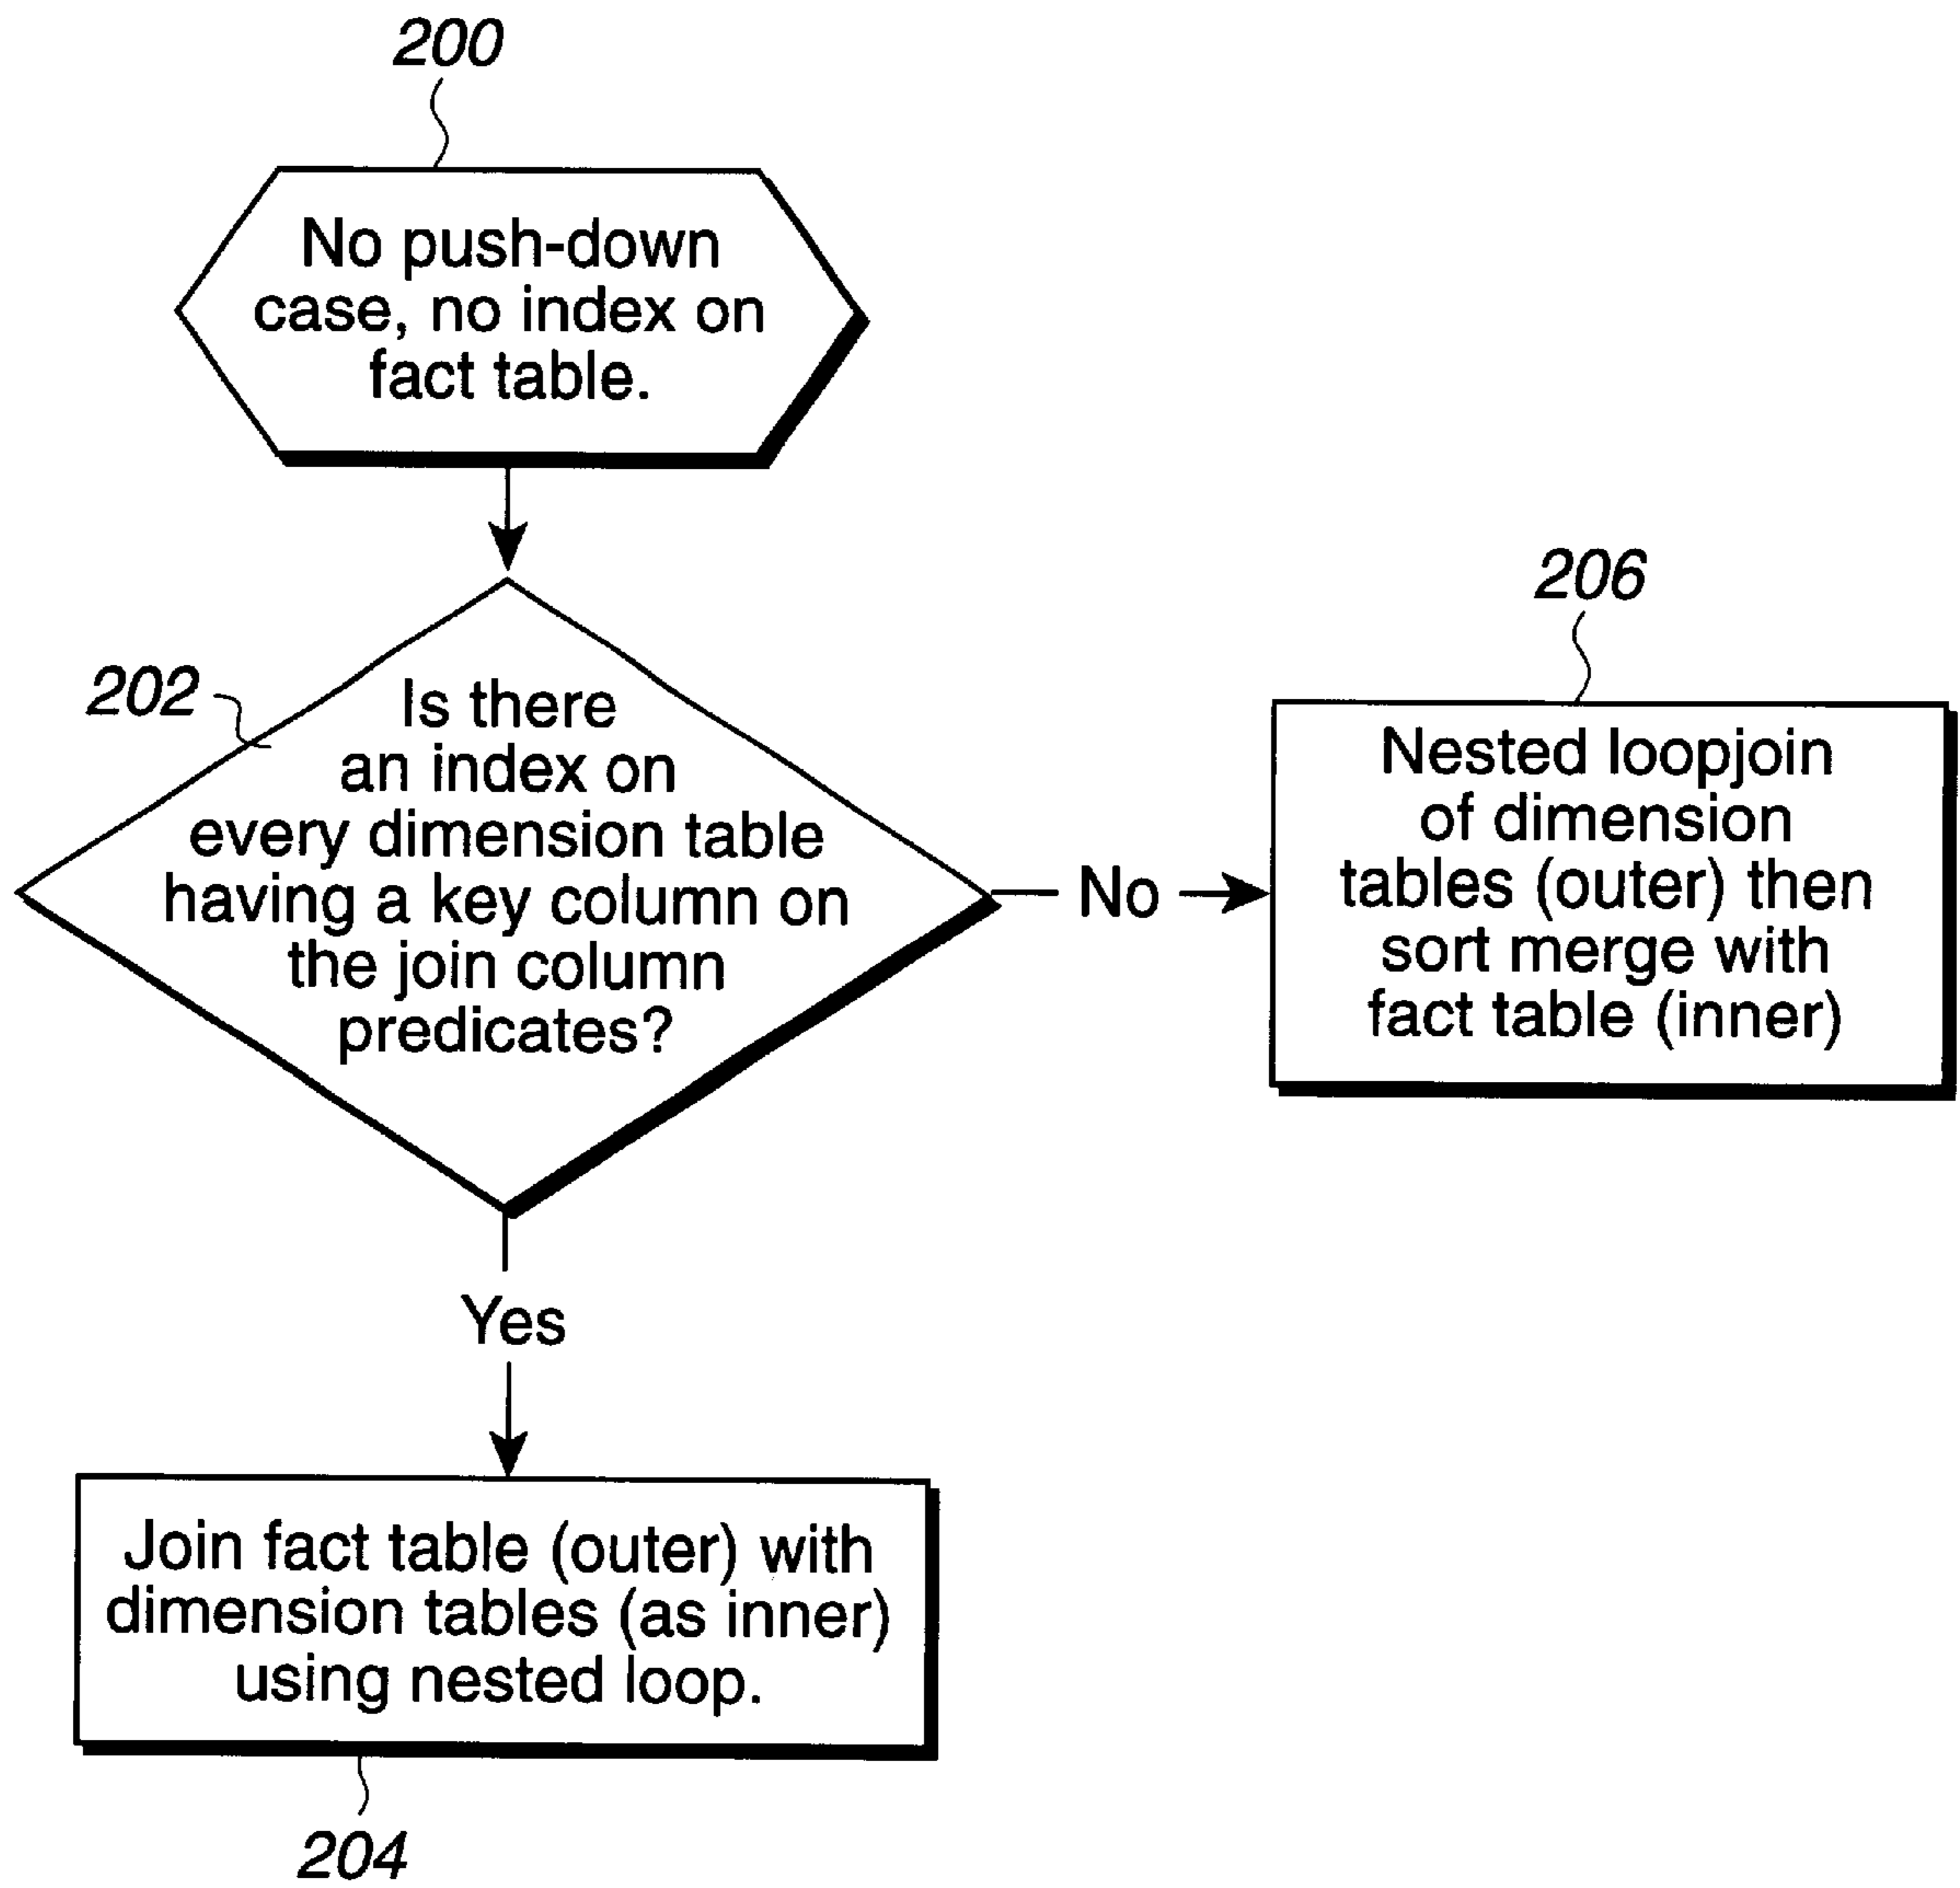 200
No push-down
case, no index on
fact table.
202
Is there
an index on
every dimension table
having a key column on
the join column
predicates?
No
206
Nested loopjoin
of dimension
tables (outer) then
sort merge with
fact table (inner)
Yes
Join fact table (outer) with
dimension tables (as inner)
using nested loop.
204